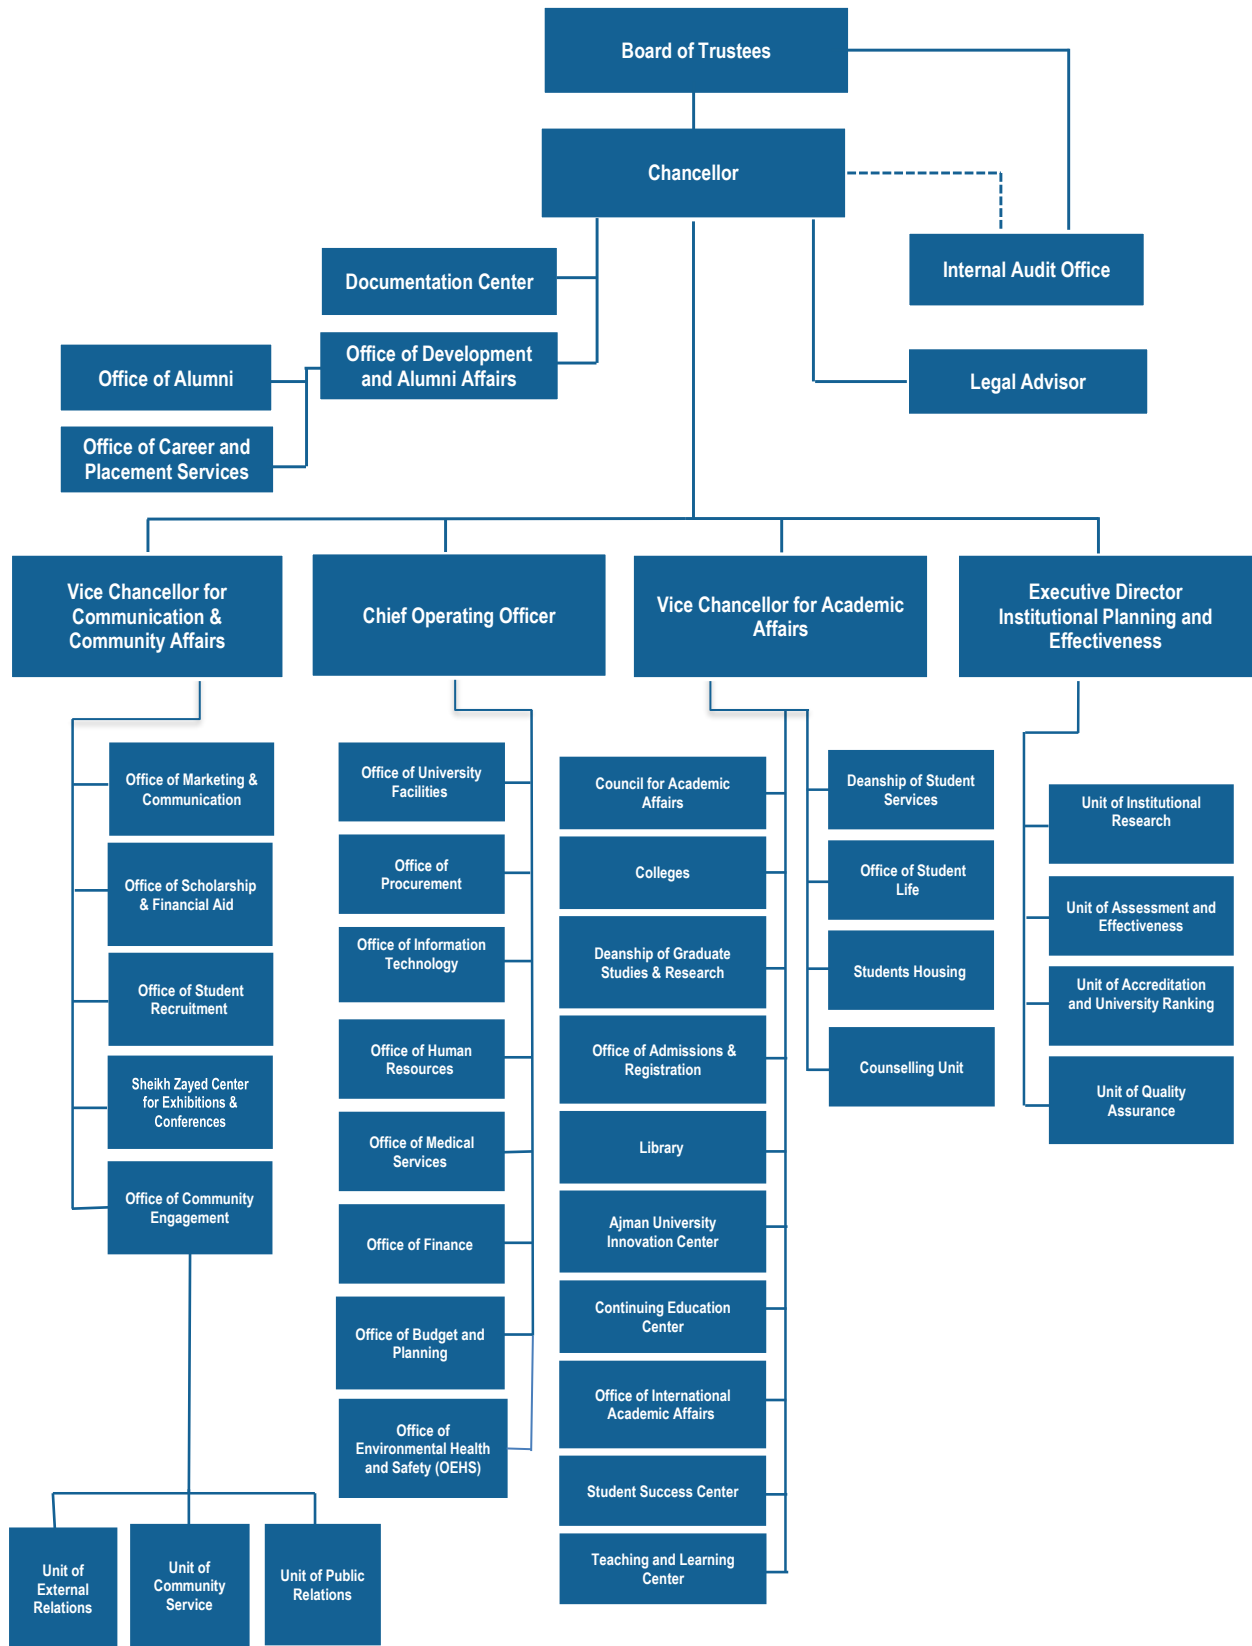 Board of Trustees
Chancellor
Internal Audit Office
Documentation Center
Office of Development
and Alumni Affairs
Legal Advisor
Office of Alumni
Office of Career and
Placement Services
Vice Chancellor for
Communication &
Community Affairs
Chief Operating Officer
Vice Chancellor for Academic
Affairs
Executive Director
Institutional Planning and
Effectiveness
Office of Marketing &
Communication
Office of Scholarship
& Financial Aid
Office of Student
Recruitment
Sheikh Zayed Center
for Exhibitions &
Conferences
Office of Community
Engagement
Unit of
External
Relations
Unit of
Community
Service
Unit of Public
Relations
Office of University
Facilities
Office of
Procurement
Office of Information
Technology
Office of Human
Resources
Office of Medical
Services
Office of Finance
Office of Budget and
Planning
Office of
Environmental Health
and Safety (OEHS)
Council for Academic
Affairs
Colleges
Deanship of Graduate
Studies & Research
Office of Admissions &
Registration
Library
Ajman University
Innovation Center
Continuing Education
Center
Office of International
Academic Affairs
Student Success Center
Teaching and Learning
Center
Deanship of Student
Services
Office of Student
Life
Students Housing
Counselling Unit
Unit of Institutional
Research
Unit of Assessment and
Effectiveness
Unit of Accreditation
and University Ranking
Unit of Quality
Assurance